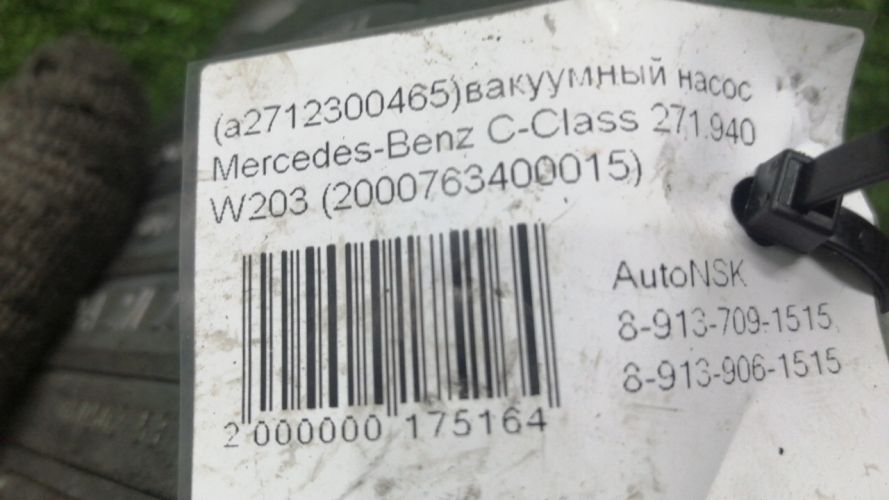 (a2712300465)вакуумный насос
Mercedes-Benz C-Class 271.940
W203 (2000763400015)
AutoNSK
8-913-709-1515
8-913-906-1515
2 000000 175164